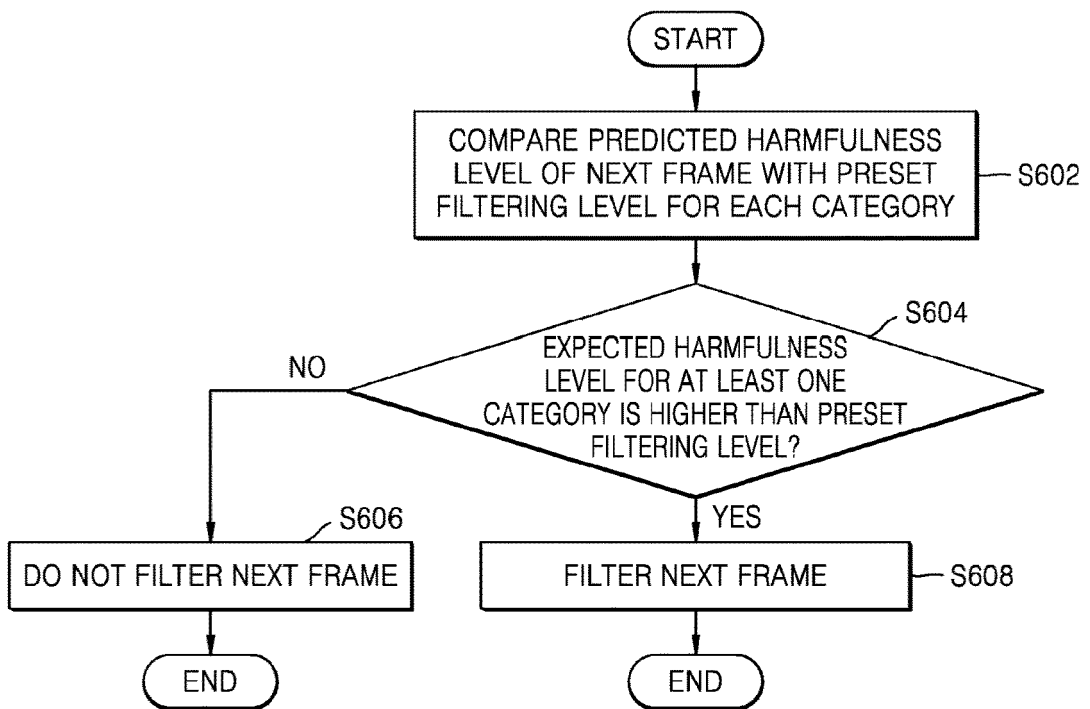 START
COMPARE PREDICTED HARMFULNESS
LEVEL OF NEXT FRAME WITH PRESET
FILTERING LEVEL FOR EACH CATEGORY
S602
S604
EXPECTED HARMFULNESS
LEVEL FOR AT LEAST ONE
CATEGORY IS HIGHER THAN PRESET
FILTERING LEVEL?
NO
YES
S606
DO NOT FILTER NEXT FRAME
FILTER NEXT FRAME
S608
END
END